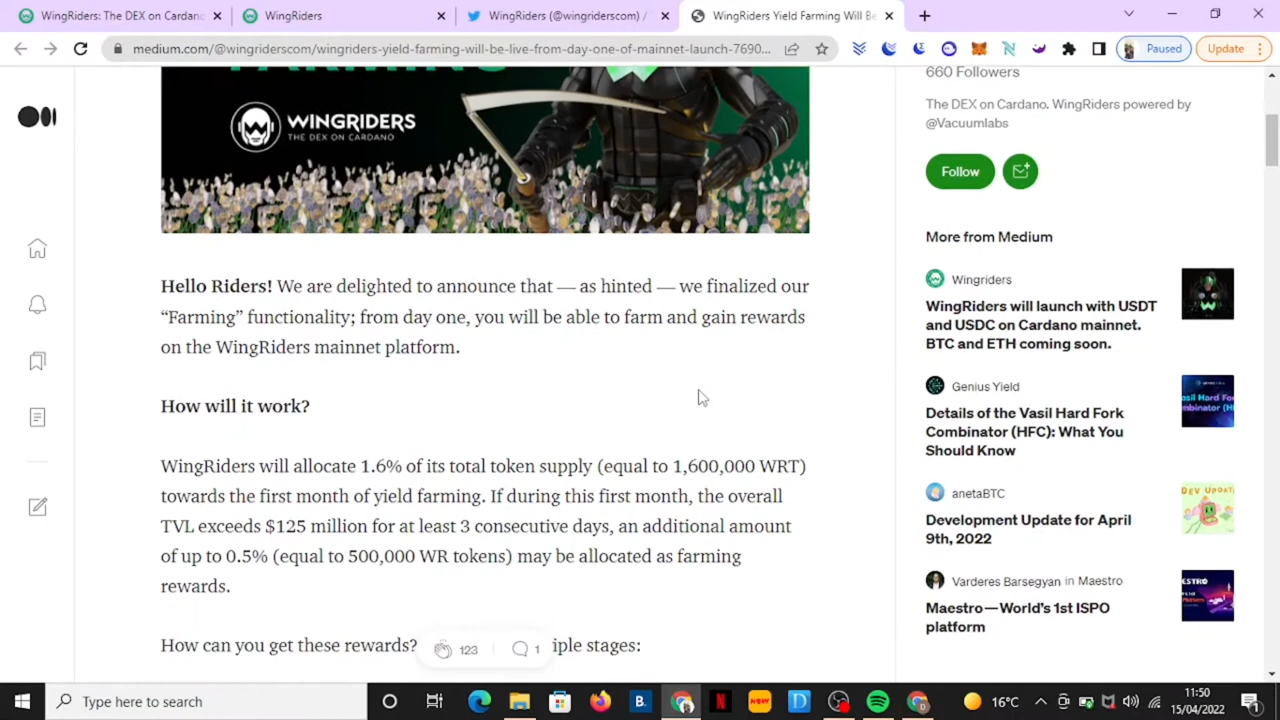 WingRiders: The DEX on Cardano
WingRiders
WingRiders (@wingriderscom) /
WingRiders Yield Farming Will Be
medium.com/@wingriderscom/wingriders-yield-farming-will-be-live-from-day-one-of-mainnet-launch-7690...
Paused
Update
WINGRIDERS
THE DEX ON CARDANO
Hello Riders! We are delighted to announce that — as hinted — we finalized our
“Farming” functionality; from day one, you will be able to farm and gain rewards
on the WingRiders mainnet platform.
How will it work?
WingRiders will allocate 1.6% of its total token supply (equal to 1,600,000 WRT)
towards the first month of yield farming. If during this first month, the overall
TVL exceeds $125 million for at least 3 consecutive days, an additional amount
of up to 0.5% (equal to 500,000 WR tokens) may be allocated as farming
rewards.
How can you get these rewards? iple stages:
123
1
660 Followers
The DEX on Cardano. WingRiders powered by
@Vacuumlabs
Follow
More from Medium
Wingriders
WingRiders will launch with USDT
and USDC on Cardano mainnet.
BTC and ETH coming soon.
Genius Yield
Details of the Vasil Hard Fork
Combinator (HFC): What You
Should Know
anetaBTC
Development Update for April
9th, 2022
DEV UPDAT
Varderes Barsegyan in Maestro
Maestro—World’s 1st ISPO
platform
Type here to search
16°C
11:50
15/04/2022